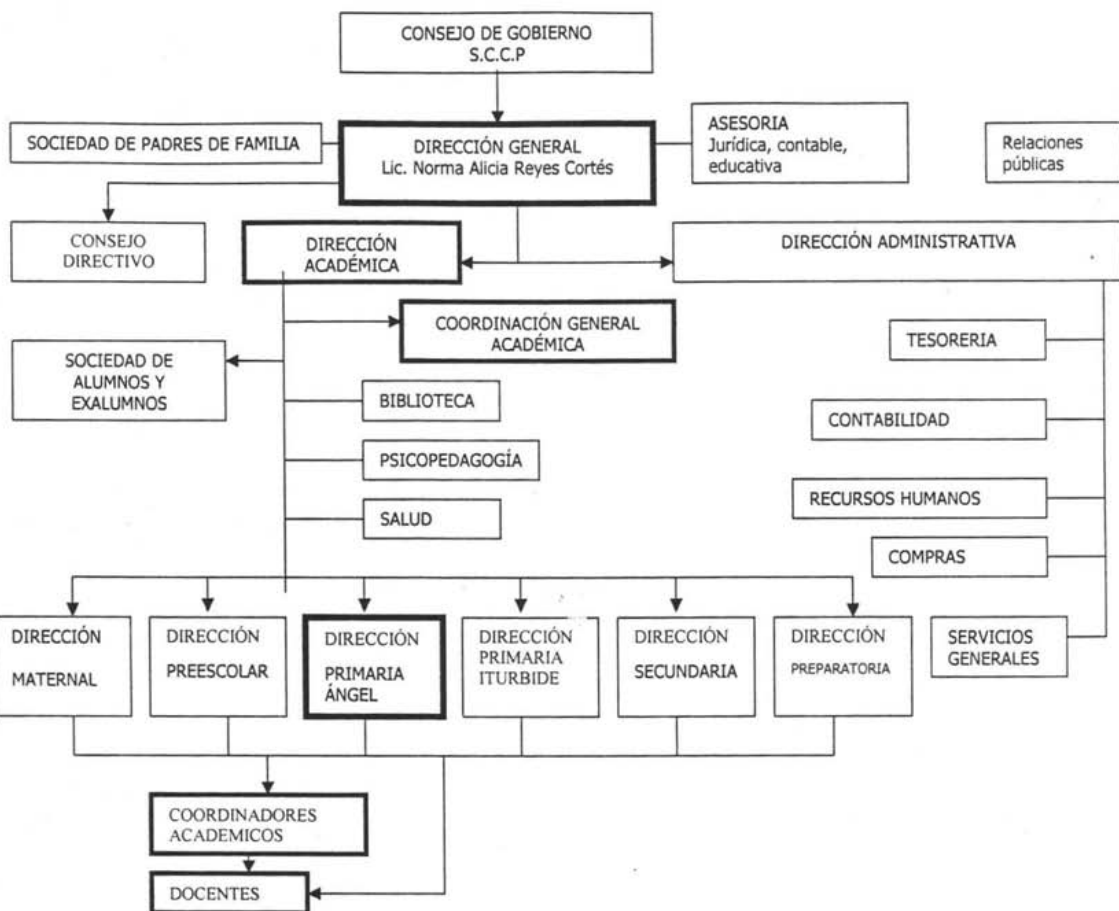 CONSEJO DE GOBIERNO
S.C.C.P
SOCIEDAD DE PADRES DE FAMILIA
DIRECCIÓN GENERAL
Lic. Norma Alicia Reyes Cortés
ASESORIA
Jurídica, contable,
educativa
Relaciones
públicas
CONSEJO
DIRECTIVO
DIRECCIÓN
ACADÉMICA
DIRECCIÓN ADMINISTRATIVA
COORDINACIÓN GENERAL
ACADÉMICA
TESORERIA
SOCIEDAD DE
ALUMNOS Y
EXALUMNOS
BIBLIOTECA
CONTABILIDAD
PSICOPEDAGOGÍA
RECURSOS HUMANOS
SALUD
COMPRAS
DIRECCIÓN
MATERNAL
DIRECCIÓN
PREESCOLAR
DIRECCIÓN
PRIMARIA
ÁNGEL
DIRECCIÓN
PRIMARIA
ITURBIDE
DIRECCIÓN
SECUNDARIA
DIRECCIÓN
PREPARATORIA
SERVICIOS
GENERALES
COORDINADORES
ACADEMICOS
DOCENTES